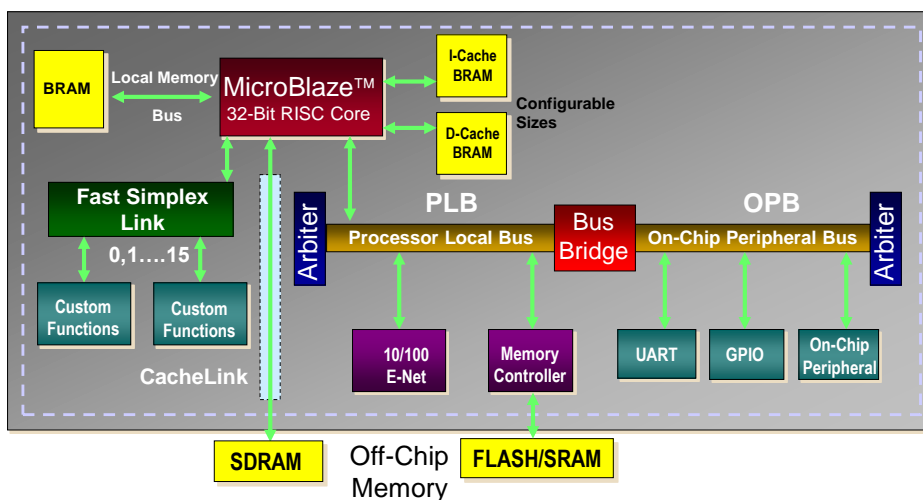 BRAM
Local Memory
Bus
MicroBlaze™
32-Bit RISC Core
I-Cache
BRAM
D-Cache
BRAM
Configurable
Sizes
Fast Simplex
Link
0,1....15
Custom
Functions
Custom
Functions
CacheLink
PLB
OPB
Arbiter
Processor Local Bus
Bus
Bridge
On-Chip Peripheral Bus
Arbiter
10/100
E-Net
Memory
Controller
UART
GPIO
On-Chip
Peripheral
SDRAM
Off-Chip
Memory
FLASH/SRAM